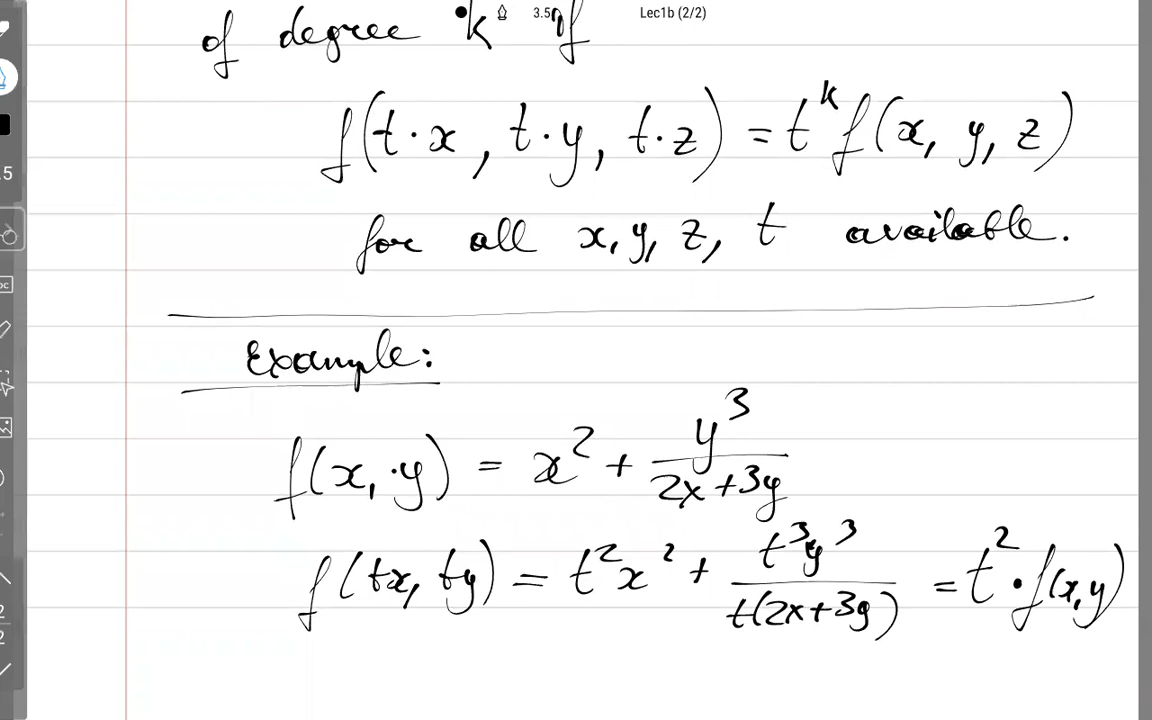 3.5 Lec1b (2/2)
of degree k if
f(t·x, t·y, t·z) = t^k f(x, y, z)
for all x, y, z, t available.
Example:
f(x, y) = x^2 + y^3/(2x+3y)
f(tx, ty) = t^2x^2 + t^3y^3/(t(2x+3y)) = t^2 · f(x,y)